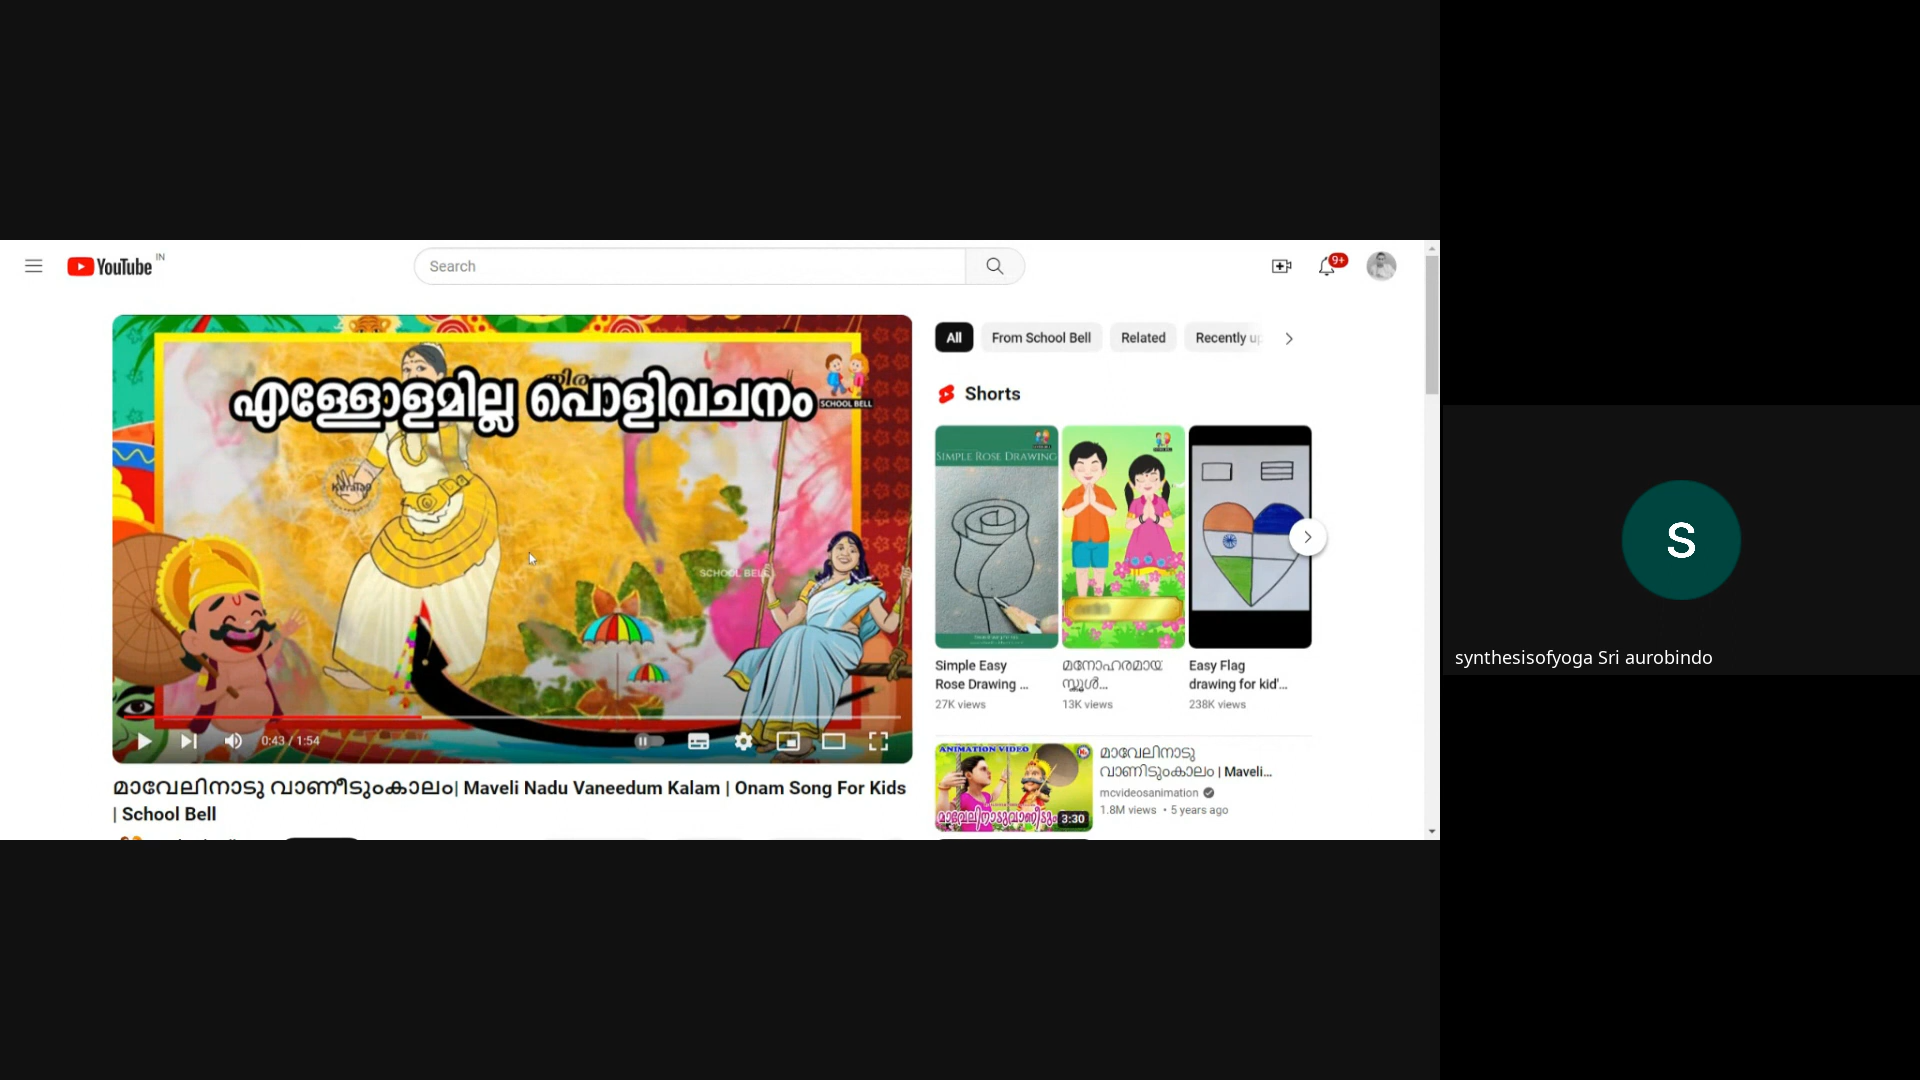 YouTube IN
Search
9+
All
From School Bell
Related
Recently
എള്ളോളമില്ല പൊളിവചനം
SCHOOL BELL
Shorts
SIMPLE ROSE DRAWING
SCHOOL BELL
0:43 / 1:54
Simple Easy
Rose Drawing ...
27K views
മനോഹരമായ
സ്കൂൾ...
13K views
Easy Flag
drawing for kid'...
238K views
ANIMATION VIDEO
മാവേലിനാടുവാണീടും
3:30
മാവേലിനാടു
വാണിടുംകാലം | Maveli...
mcvideosanimation
1.8M views • 5 years ago
മാവേലിനാടു വാണീടുംകാലം| Maveli Nadu Vaneedum Kalam | Onam Song For Kids
| School Bell
S
synthesisofyoga Sri aurobindo